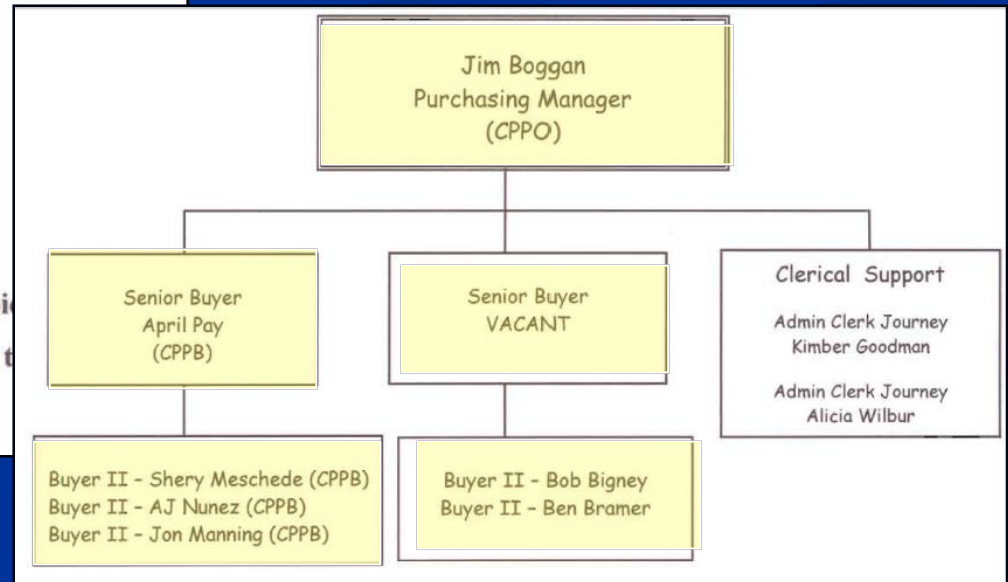 Jim Boggan
Purchasing Manager
(CPPO)
Senior Buyer
April Pay
(CPPB)
Senior Buyer
VACANT
Clerical Support
Admin Clerk Journey
Kimber Goodman
Admin Clerk Journey
Alicia Wilbur
Buyer II – Shery Meschede (CPPB)
Buyer II – AJ Nunez (CPPB)
Buyer II – Jon Manning (CPPB)
Buyer II – Bob Bigney
Buyer II – Ben Bramer